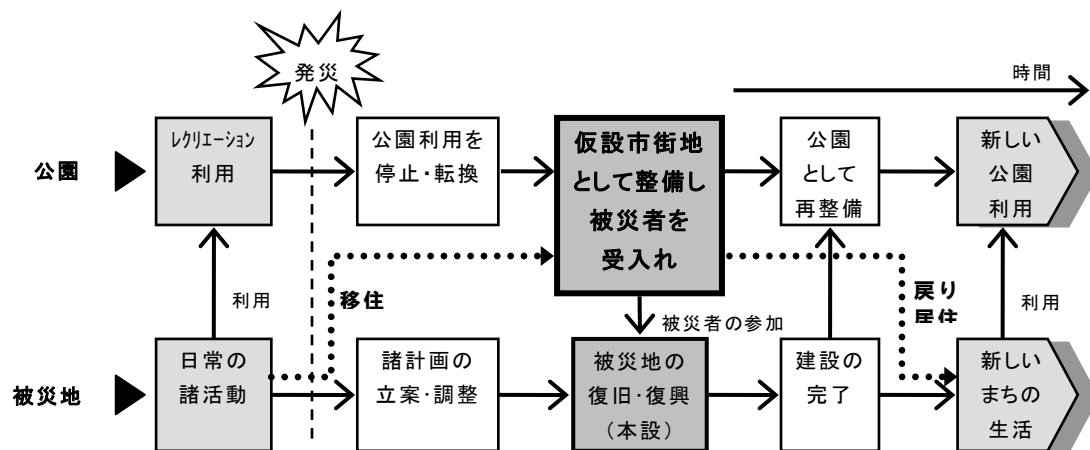 発災
時間
公園
レクリエーション
利用
公園利用を
停止・転換
仮設市街地
として整備し
被災者を
受入れ
公園
として
再整備
新しい
公園
利用
利用
移住
戻り
居住
利用
被災者の参加
被災地
日常の
諸活動
諸計画の
立案・調整
被災地の
復旧・復興
（本設）
建設の
完了
新しい
まちの
生活